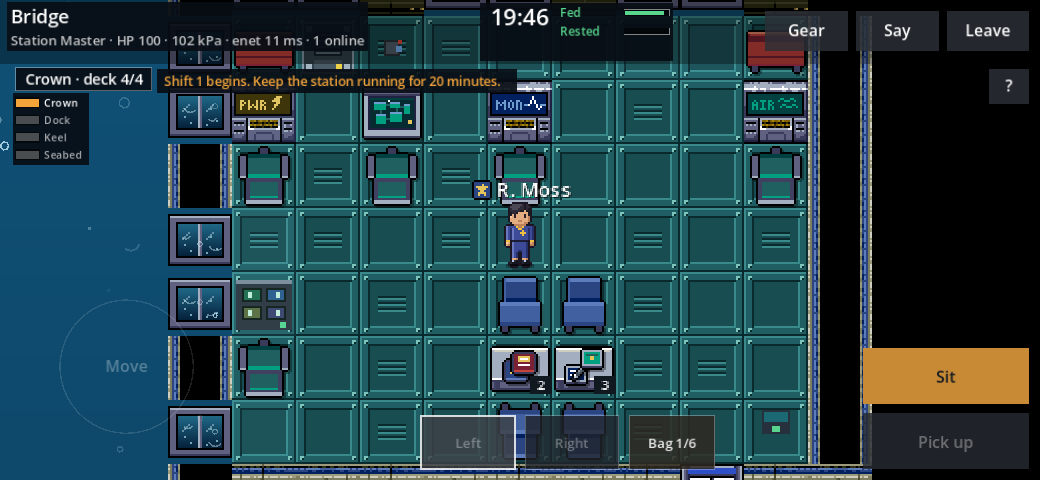 Bridge
Station Master · HP 100 · 102 kPa · enet 11 ms · 1 online
19:46
Fed
Rested
Gear
Say
Leave
Crown · deck 4/4
Shift 1 begins. Keep the station running for 20 minutes.
?
Crown
Dock
Keel
Seabed
PWR
MON
AIR
R. Moss
Move
2
3
Sit
Left
Right
Bag 1/6
Pick up